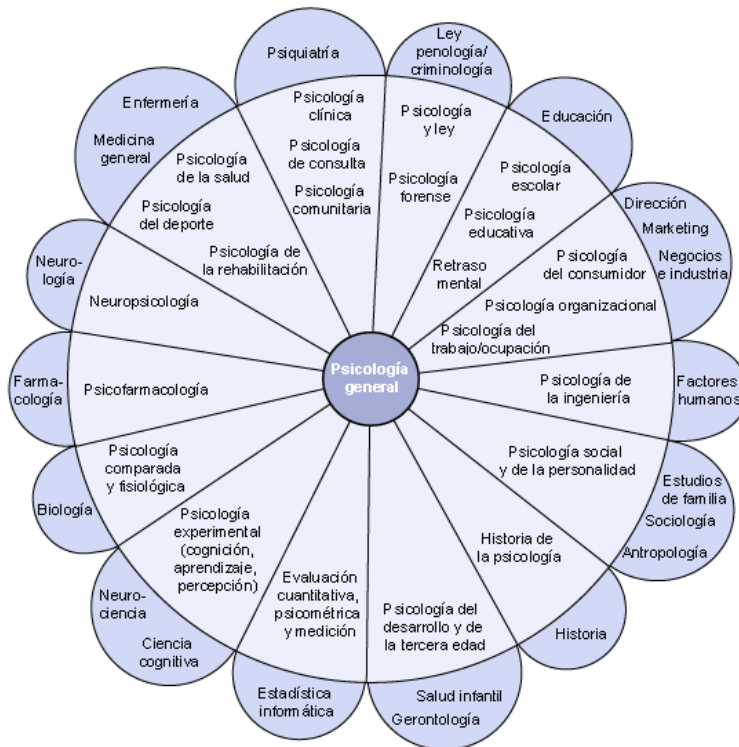 Psiquiatría
Ley
penología/
criminología
Enfermería
Medicina
general
Educación
Psicología
clínica
Psicología
de consulta
Psicología
comunitaria
Psicología
y ley
Psicología
forense
Psicología
de la salud
Psicología
del deporte
Psicología de
la rehabilitación
Psicología
escolar
Psicología
educativa
Retraso
mental
Dirección
Marketing
Negocios
e industria
Psicología
del consumidor
Psicología organizacional
Psicología del
trabajo/ocupación
Neuro-
logía
Neuropsicología
Psicología
general
Farma-
cología
Psicofarmacología
Psicología de
la ingeniería
Factores
humanos
Psicología
comparada
y fisiológica
Biología
Psicología social
y de la personalidad
Estudios
de familia
Sociología
Antropología
Psicología
experimental
(cognición,
aprendizaje,
percepción)
Neuro-
ciencia
Ciencia
cognitiva
Evaluación
cuantitativa,
psicométrica
y medición
Estadística
informática
Psicología del
desarrollo y de
la tercera edad
Salud infantil
Gerontología
Historia de
la psicología
Historia